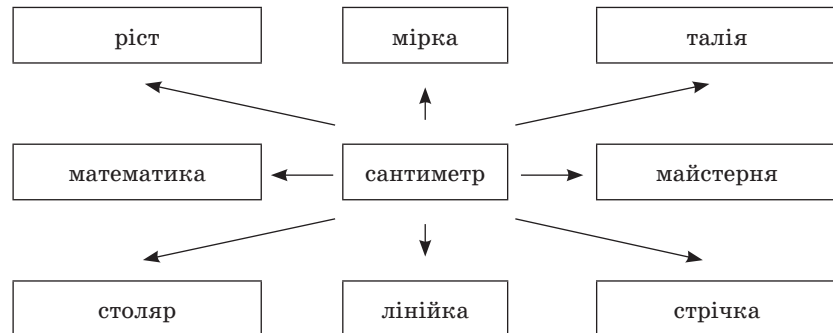 ріст
мірка
талія
математика
сантиметр
майстерня
столяр
лінійка
стрічка